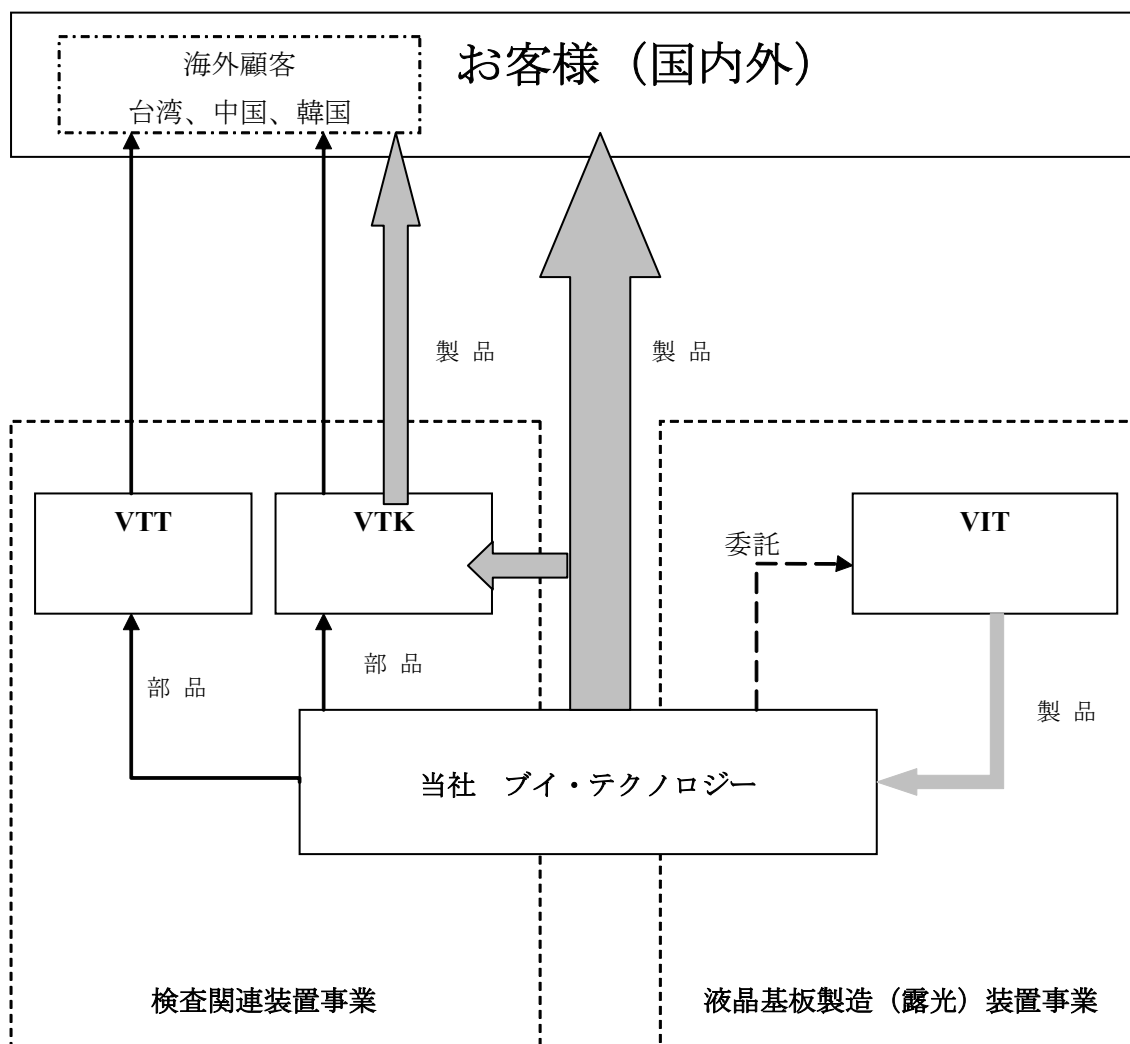 お客様（国内外）
海外顧客
台湾、中国、韓国
製 品
製 品
VTT
VTK
VIT
委託
部 品
部 品
製 品
当社　ブイ・テクノロジー
検査関連装置事業
液晶基板製造（露光）装置事業